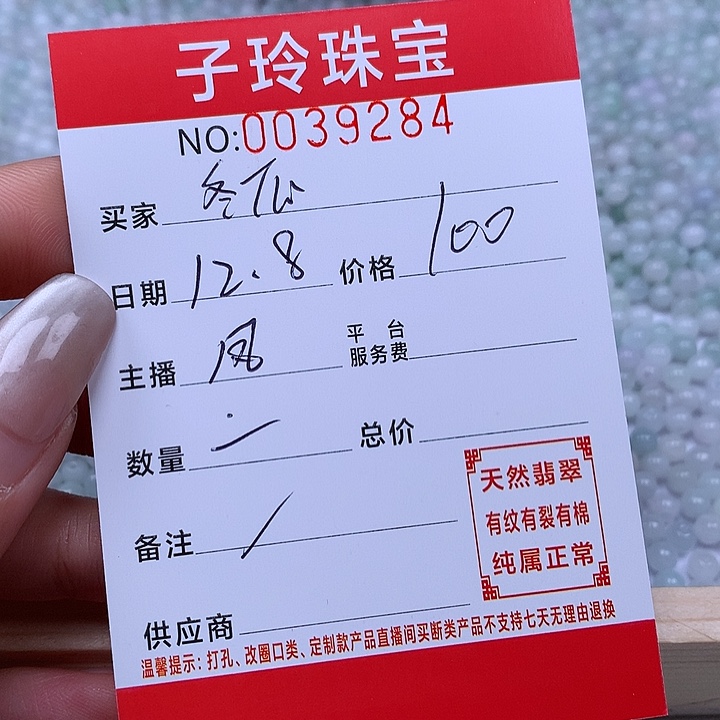 子玲珠宝
NO:0039284
买家 冬瓜
日期 12.8 价格 100
主播 凤 平台服务费
数量 一 总价
备注 /
供应商
天然翡翠
有纹有裂有棉
纯属正常
温馨提示:打孔、改圈口类、定制款产品直播间买断类产品不支持七天无理由退换